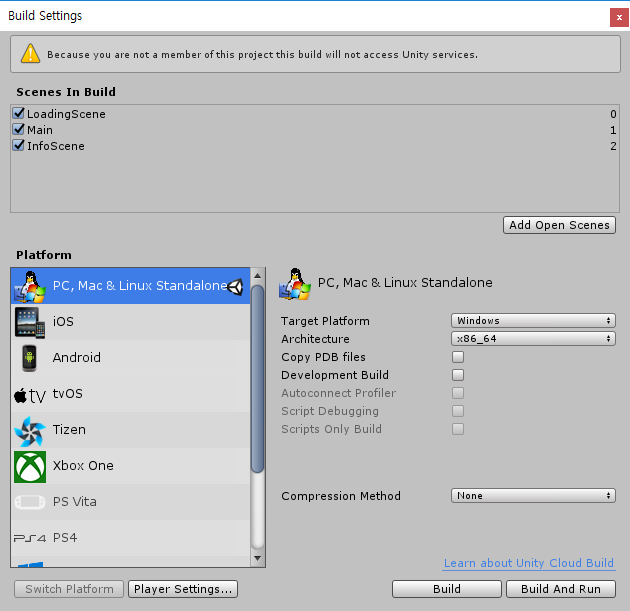 Build Settings
x
Because you are not a member of this project this build will not access Unity services.
Scenes In Build
LoadingScene 0
Main 1
InfoScene 2
Add Open Scenes
Platform
PC, Mac & Linux Standalone
iOS
Android
tvOS
Tizen
Xbox One
PS Vita
PS4
PC, Mac & Linux Standalone
Target Platform Windows
Architecture x86_64
Copy PDB files
Development Build
Autoconnect Profiler
Script Debugging
Scripts Only Build
Compression Method None
Learn about Unity Cloud Build
Switch Platform Player Settings... Build Build And Run